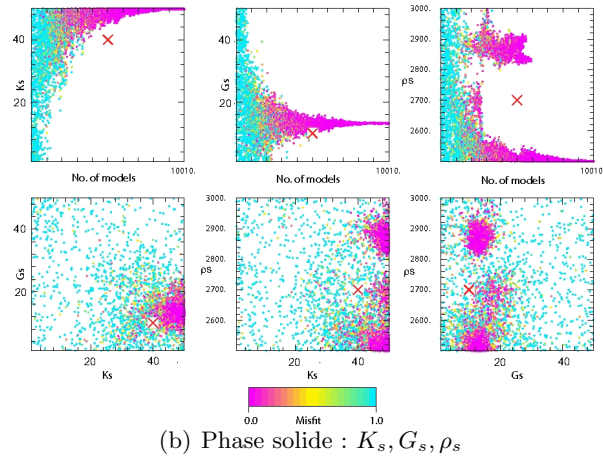 40
20
Ks
10010.
No. of models
40
20
Gs
10010.
No. of models
3000.
2900.
2800.
ρs
2700.
2600.
10010.
No. of models
40
20
Gs
20
40
Ks
3000.
2900.
2800.
ρs
2700.
2600.
20
40
Ks
3000.
2900.
2800.
ρs
2700.
2600.
20
40
Gs
0.0
Misfit
1.0
(b) Phase solide : Kₛ, Gₛ, ρₛ